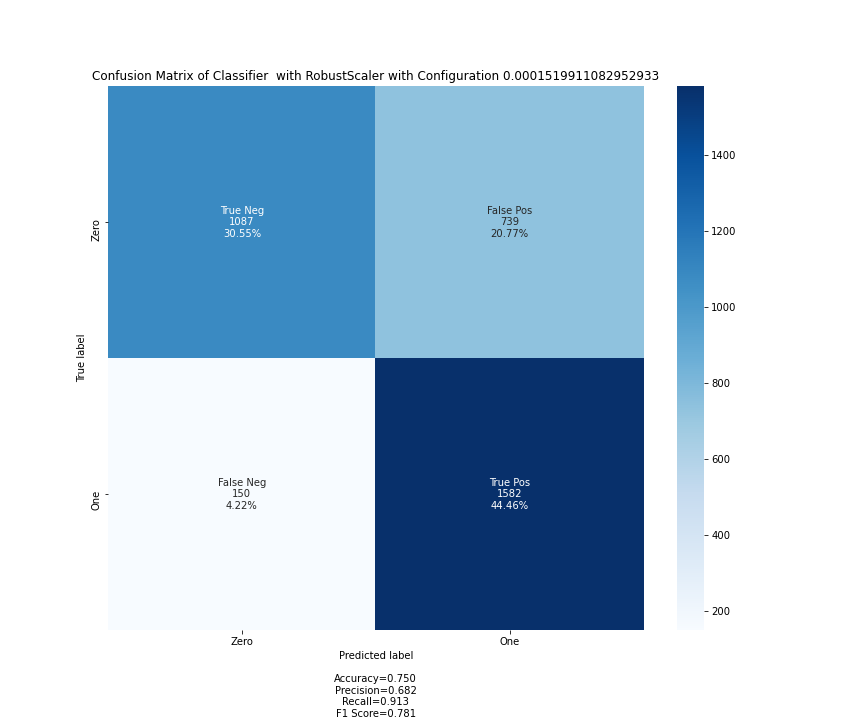 Confusion Matrix of Classifier  with RobustScaler with Configuration 0.0001519911082952933
True Neg
1087
30.55%
False Pos
739
20.77%
Zero
True label
False Neg
150
4.22%
True Pos
1582
44.46%
One
Zero
One
Predicted label
Accuracy=0.750
Precision=0.682
Recall=0.913
F1 Score=0.781
1400
1200
1000
800
600
400
200